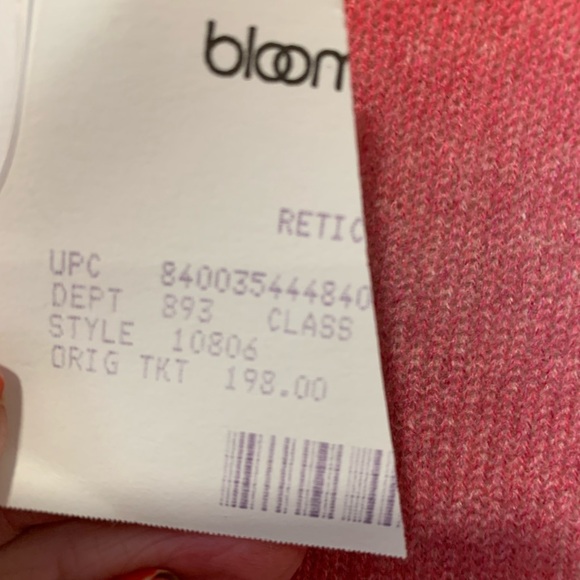 bloom
RETIC
UPC 840035444840
DEPT 893 CLASS
STYLE 10806
ORIG TKT 198.00